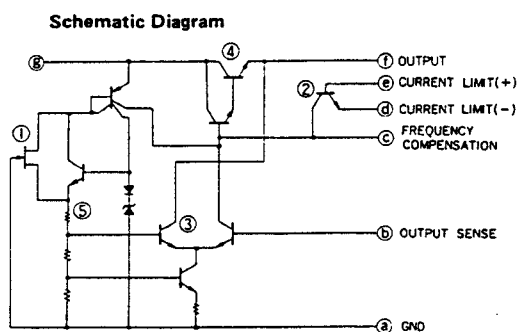 Schematic Diagram
④
ⓖ
ⓕ OUTPUT
ⓔ CURRENT LIMIT(+)
②
ⓓ CURRENT LIMIT(-)
①
ⓒ FREQUENCY
COMPENSATION
⑤
③
ⓑ OUTPUT SENSE
ⓐ GND